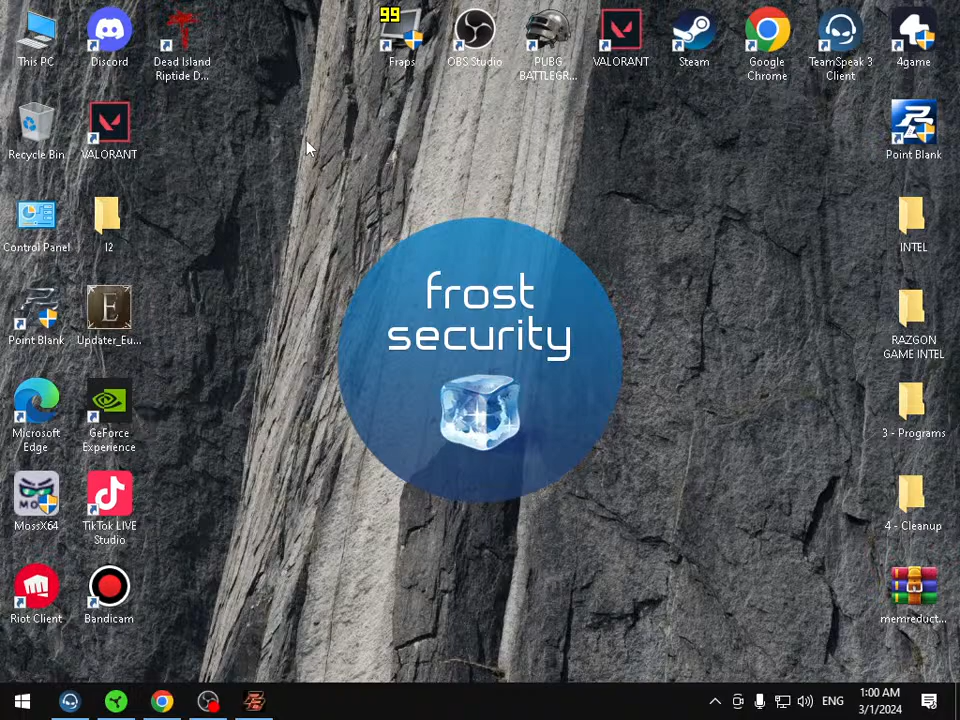 99
This PC
Discord
Dead Island
Riptide D...
Fraps
OBS Studio
PUBG
BATTLEGR...
VALORANT
Steam
Google
Chrome
TeamSpeak 3
Client
4game
Recycle Bin
VALORANT
Point Blank
Control Panel
I2
INTEL
frost
security
Point Blank
Updater_Eu...
RAZGON
GAME INTEL
Microsoft
Edge
GeForce
Experience
3 - Programs
MossX64
TikTok LIVE
Studio
4 - Cleanup
Riot Client
Bandicam
memreduct...
ENG
1:00 AM
3/1/2024